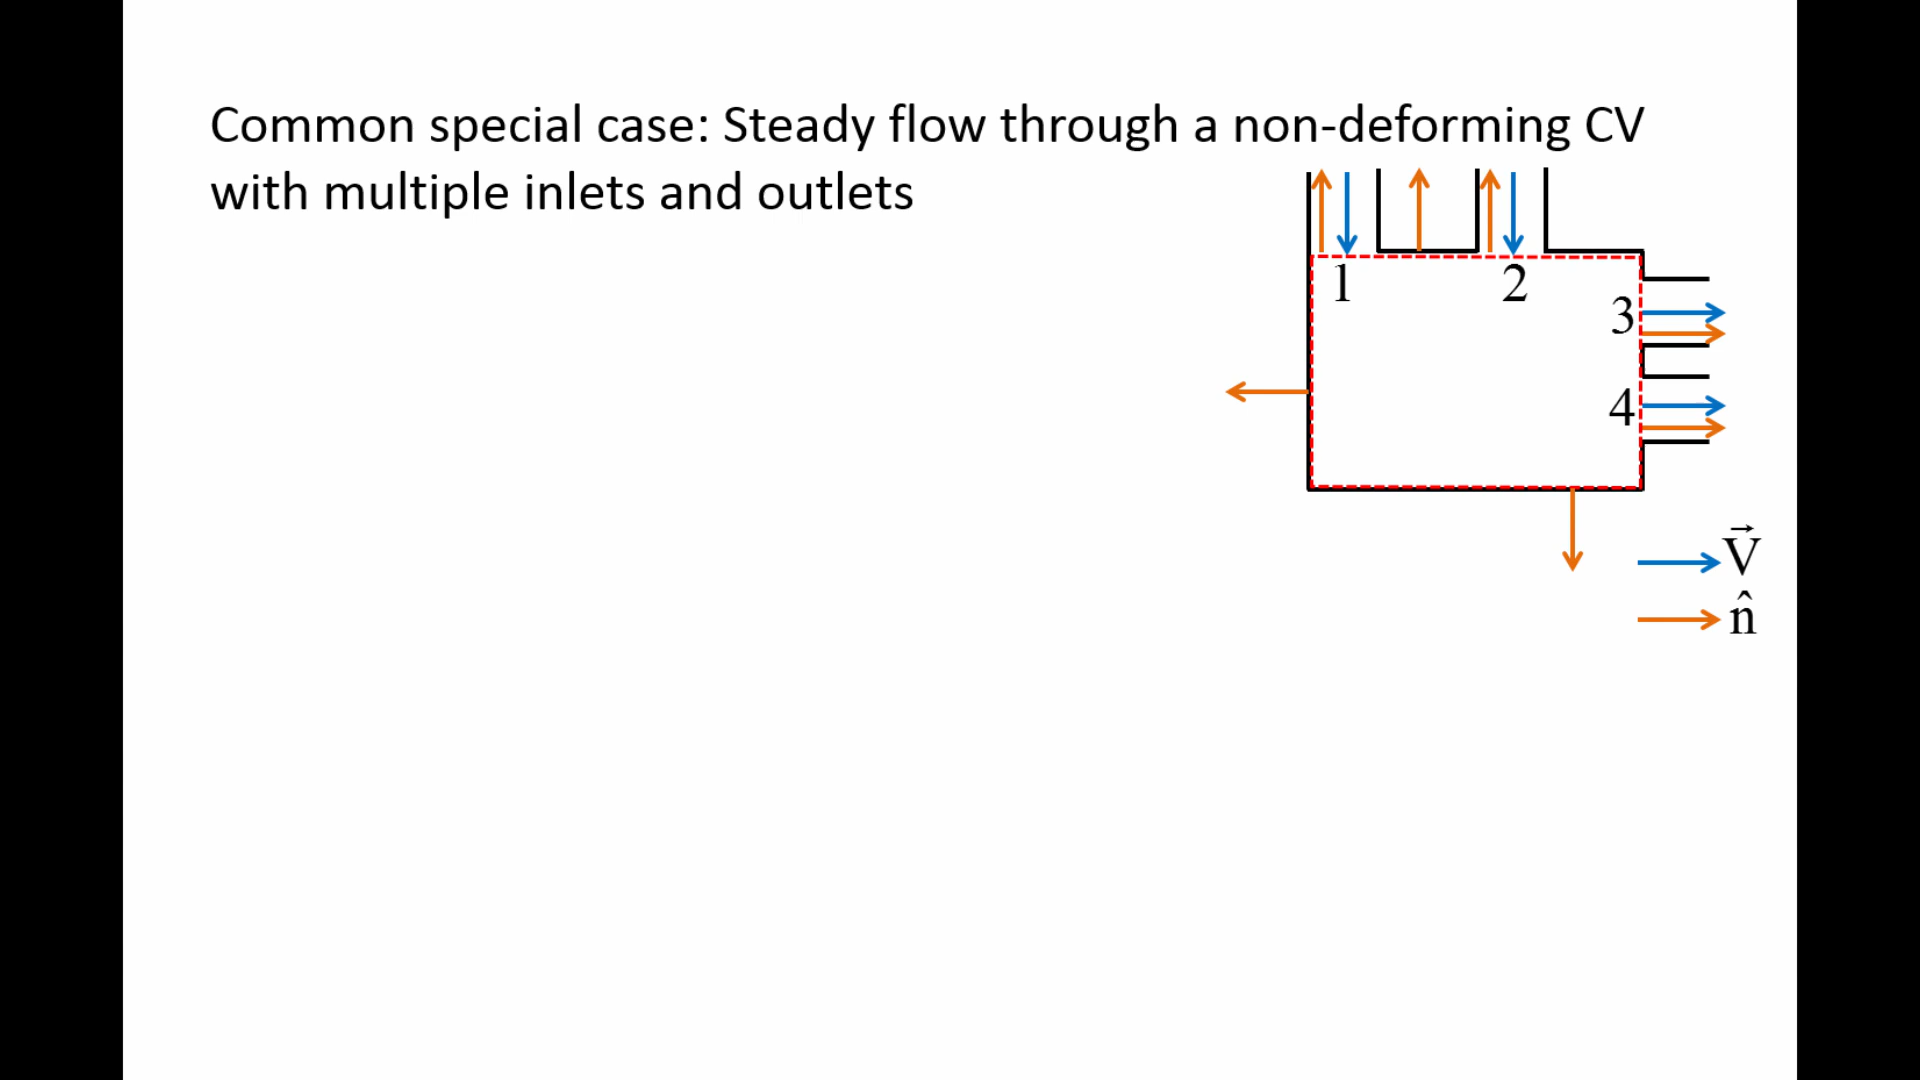 Common special case: Steady flow through a non-deforming CV
with multiple inlets and outlets
1
2
3
4
V⃗
n̂